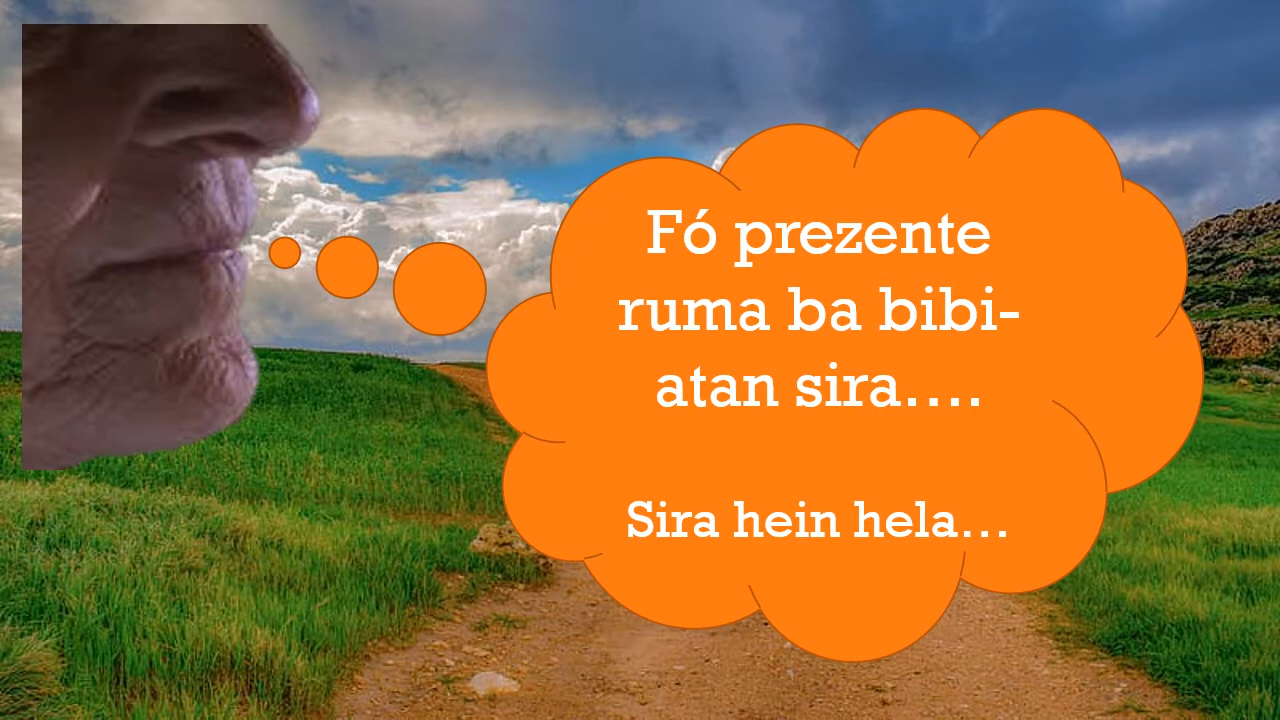 Fó prezente
ruma ba bibi-
atan sira....
Sira hein hela...